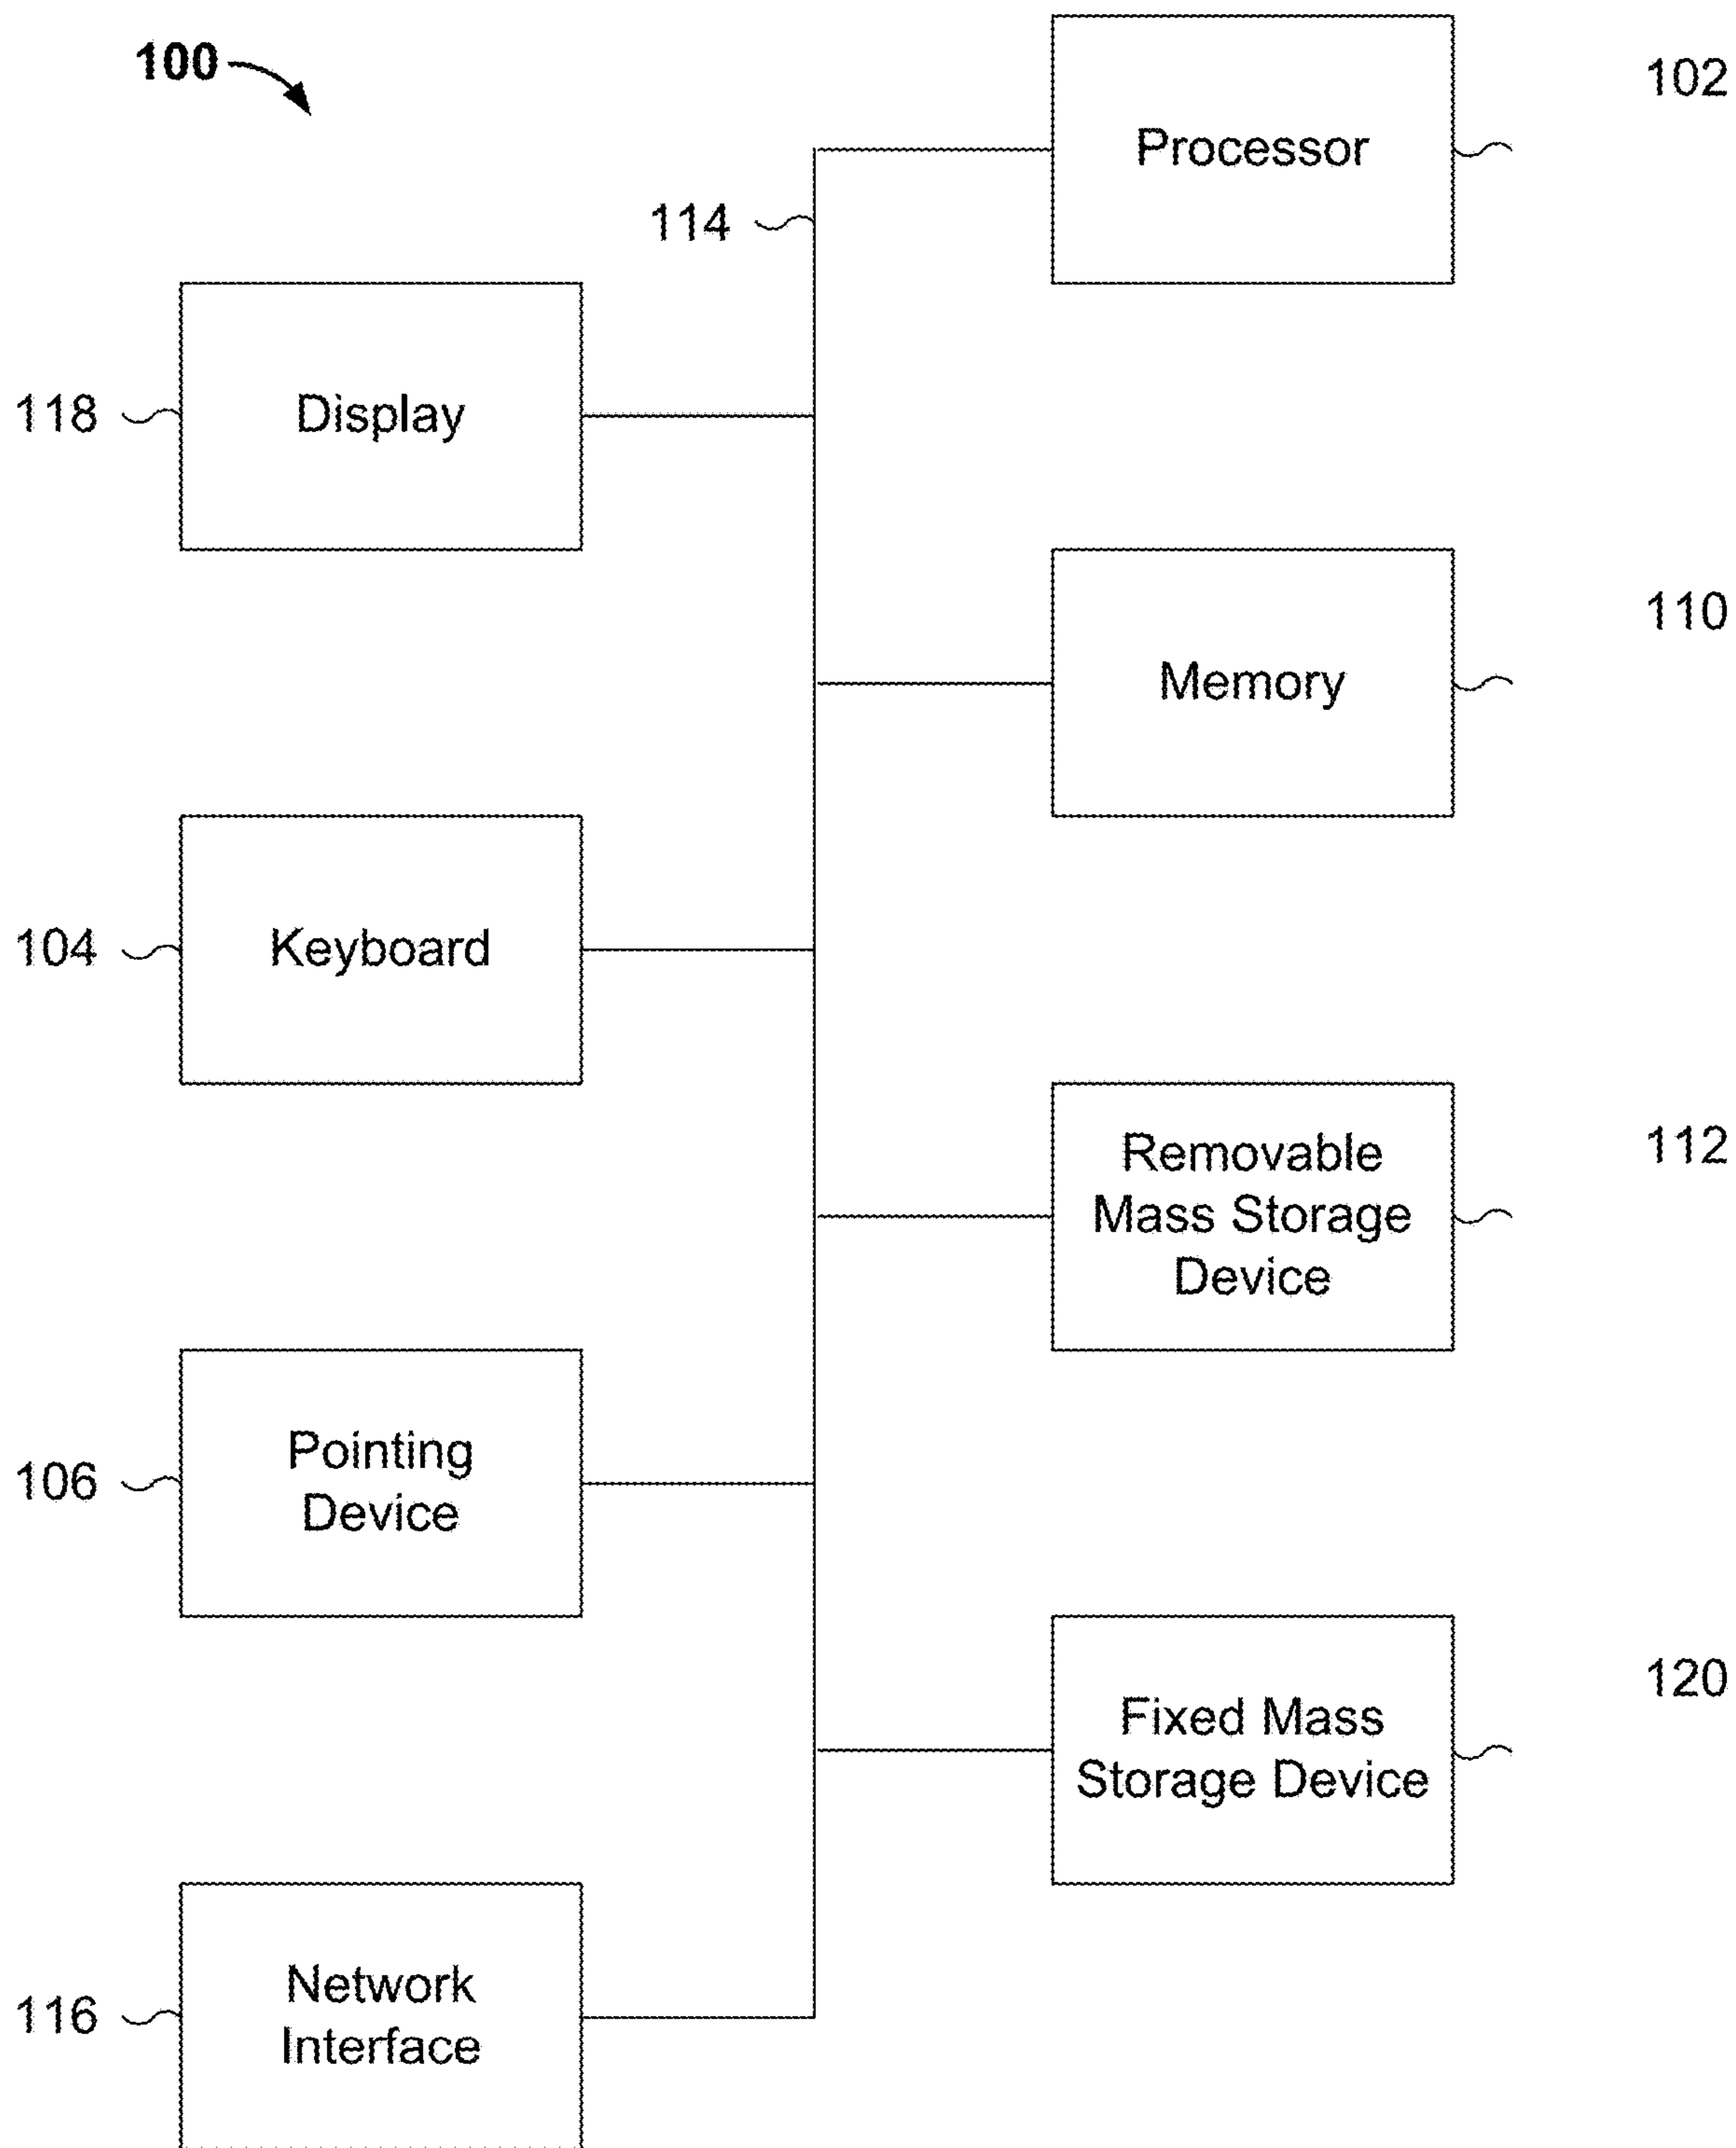 100
102
Processor
114
118
Display
110
Memory
104
Keyboard
112
Removable
Mass Storage
Device
106
Pointing
Device
120
Fixed Mass
Storage Device
116
Network
Interface